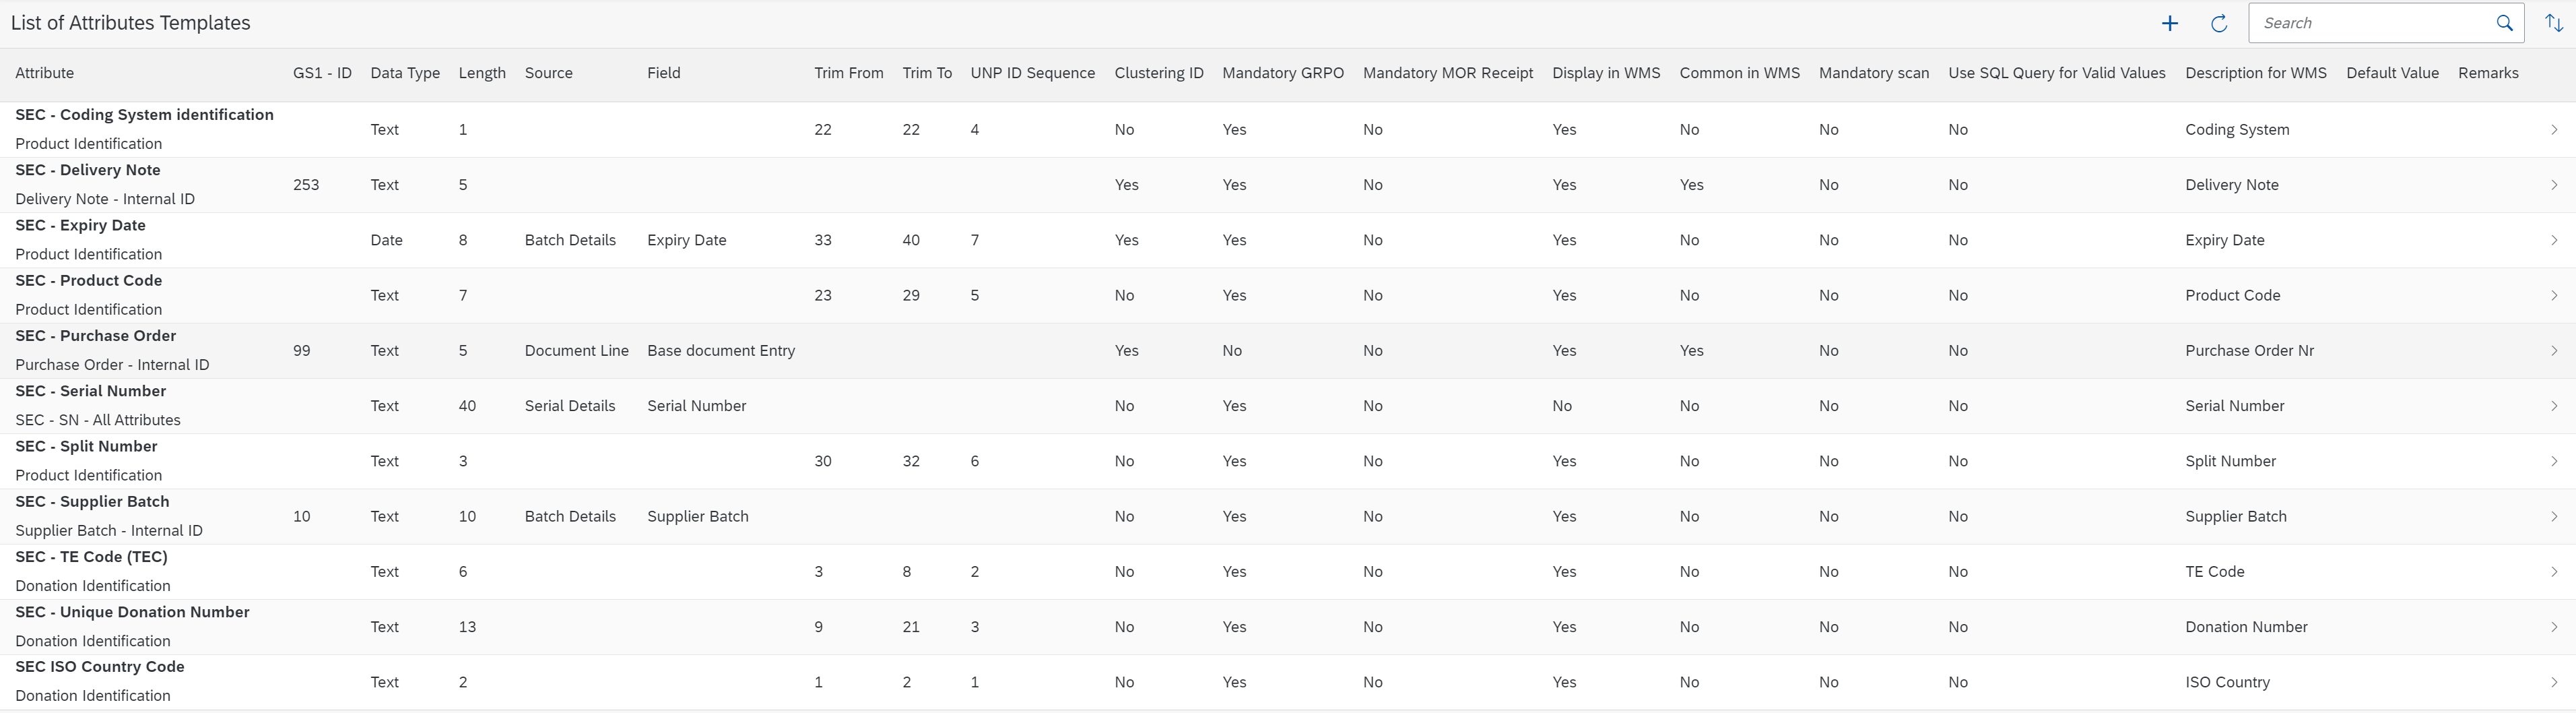 List of Attributes Templates
Search
Attribute GS1 - ID Data Type Length Source Field Trim From Trim To UNP ID Sequence Clustering ID Mandatory GRPO Mandatory MOR Receipt Display in WMS Common in WMS Mandatory scan Use SQL Query for Valid Values Description for WMS Default Value Remarks
SEC - Coding System identification
Text 1 22 22 4 No Yes No Yes No No No Coding System
Product Identification
SEC - Delivery Note
253 Text 5 Yes Yes No Yes Yes No No Delivery Note
Delivery Note - Internal ID
SEC - Expiry Date
Date 8 Batch Details Expiry Date 33 40 7 Yes Yes No Yes No No No Expiry Date
Product Identification
SEC - Product Code
Text 7 23 29 5 No Yes No Yes No No No Product Code
Product Identification
SEC - Purchase Order
99 Text 5 Document Line Base document Entry Yes No No Yes Yes No No Purchase Order Nr
Purchase Order - Internal ID
SEC - Serial Number
Text 40 Serial Details Serial Number No Yes No No No No No Serial Number
SEC - SN - All Attributes
SEC - Split Number
Text 3 30 32 6 No Yes No Yes No No No Split Number
Product Identification
SEC - Supplier Batch
10 Text 10 Batch Details Supplier Batch No Yes No Yes No No No Supplier Batch
Supplier Batch - Internal ID
SEC - TE Code (TEC)
Text 6 3 8 2 No Yes No Yes No No No TE Code
Donation Identification
SEC - Unique Donation Number
Text 13 9 21 3 No Yes No Yes No No No Donation Number
Donation Identification
SEC ISO Country Code
Text 2 1 2 1 No Yes No Yes No No No ISO Country
Donation Identification